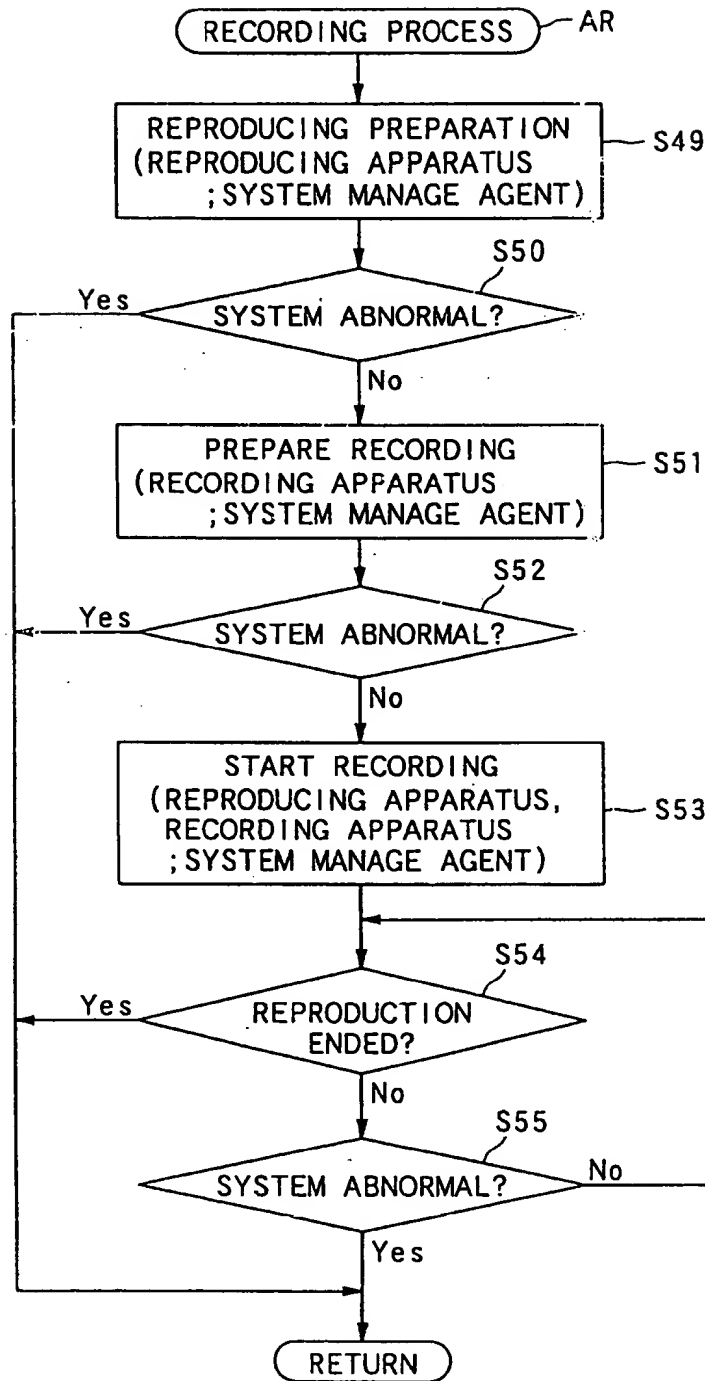 RECORDING PROCESS AR
REPRODUCING PREPARATION
(REPRODUCING APPARATUS
;SYSTEM MANAGE AGENT)
S49
S50
Yes
SYSTEM ABNORMAL?
No
PREPARE RECORDING
(RECORDING APPARATUS
;SYSTEM MANAGE AGENT)
S51
S52
Yes
SYSTEM ABNORMAL?
No
START RECORDING
(REPRODUCING APPARATUS,
RECORDING APPARATUS
;SYSTEM MANAGE AGENT)
S53
S54
Yes
REPRODUCTION
ENDED?
No
S55
SYSTEM ABNORMAL?
No
Yes
RETURN